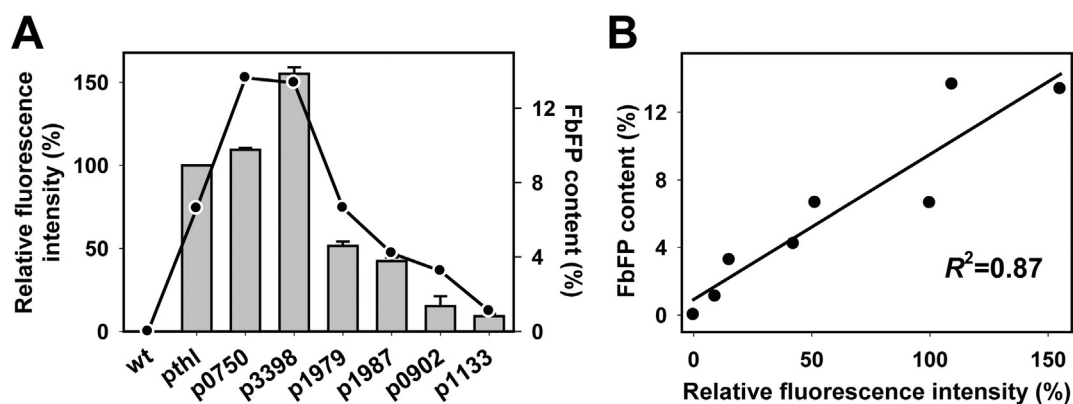 A
Relative fluorescence
intensity (%)
150
100
50
0
12
8
4
0
FbFP content (%)
wt
pthl
p0750
p3398
p1979
p1987
p0902
p1133
B
FbFP content (%)
12
8
4
0
R²=0.87
0
50
100
150
Relative fluorescence intensity (%)